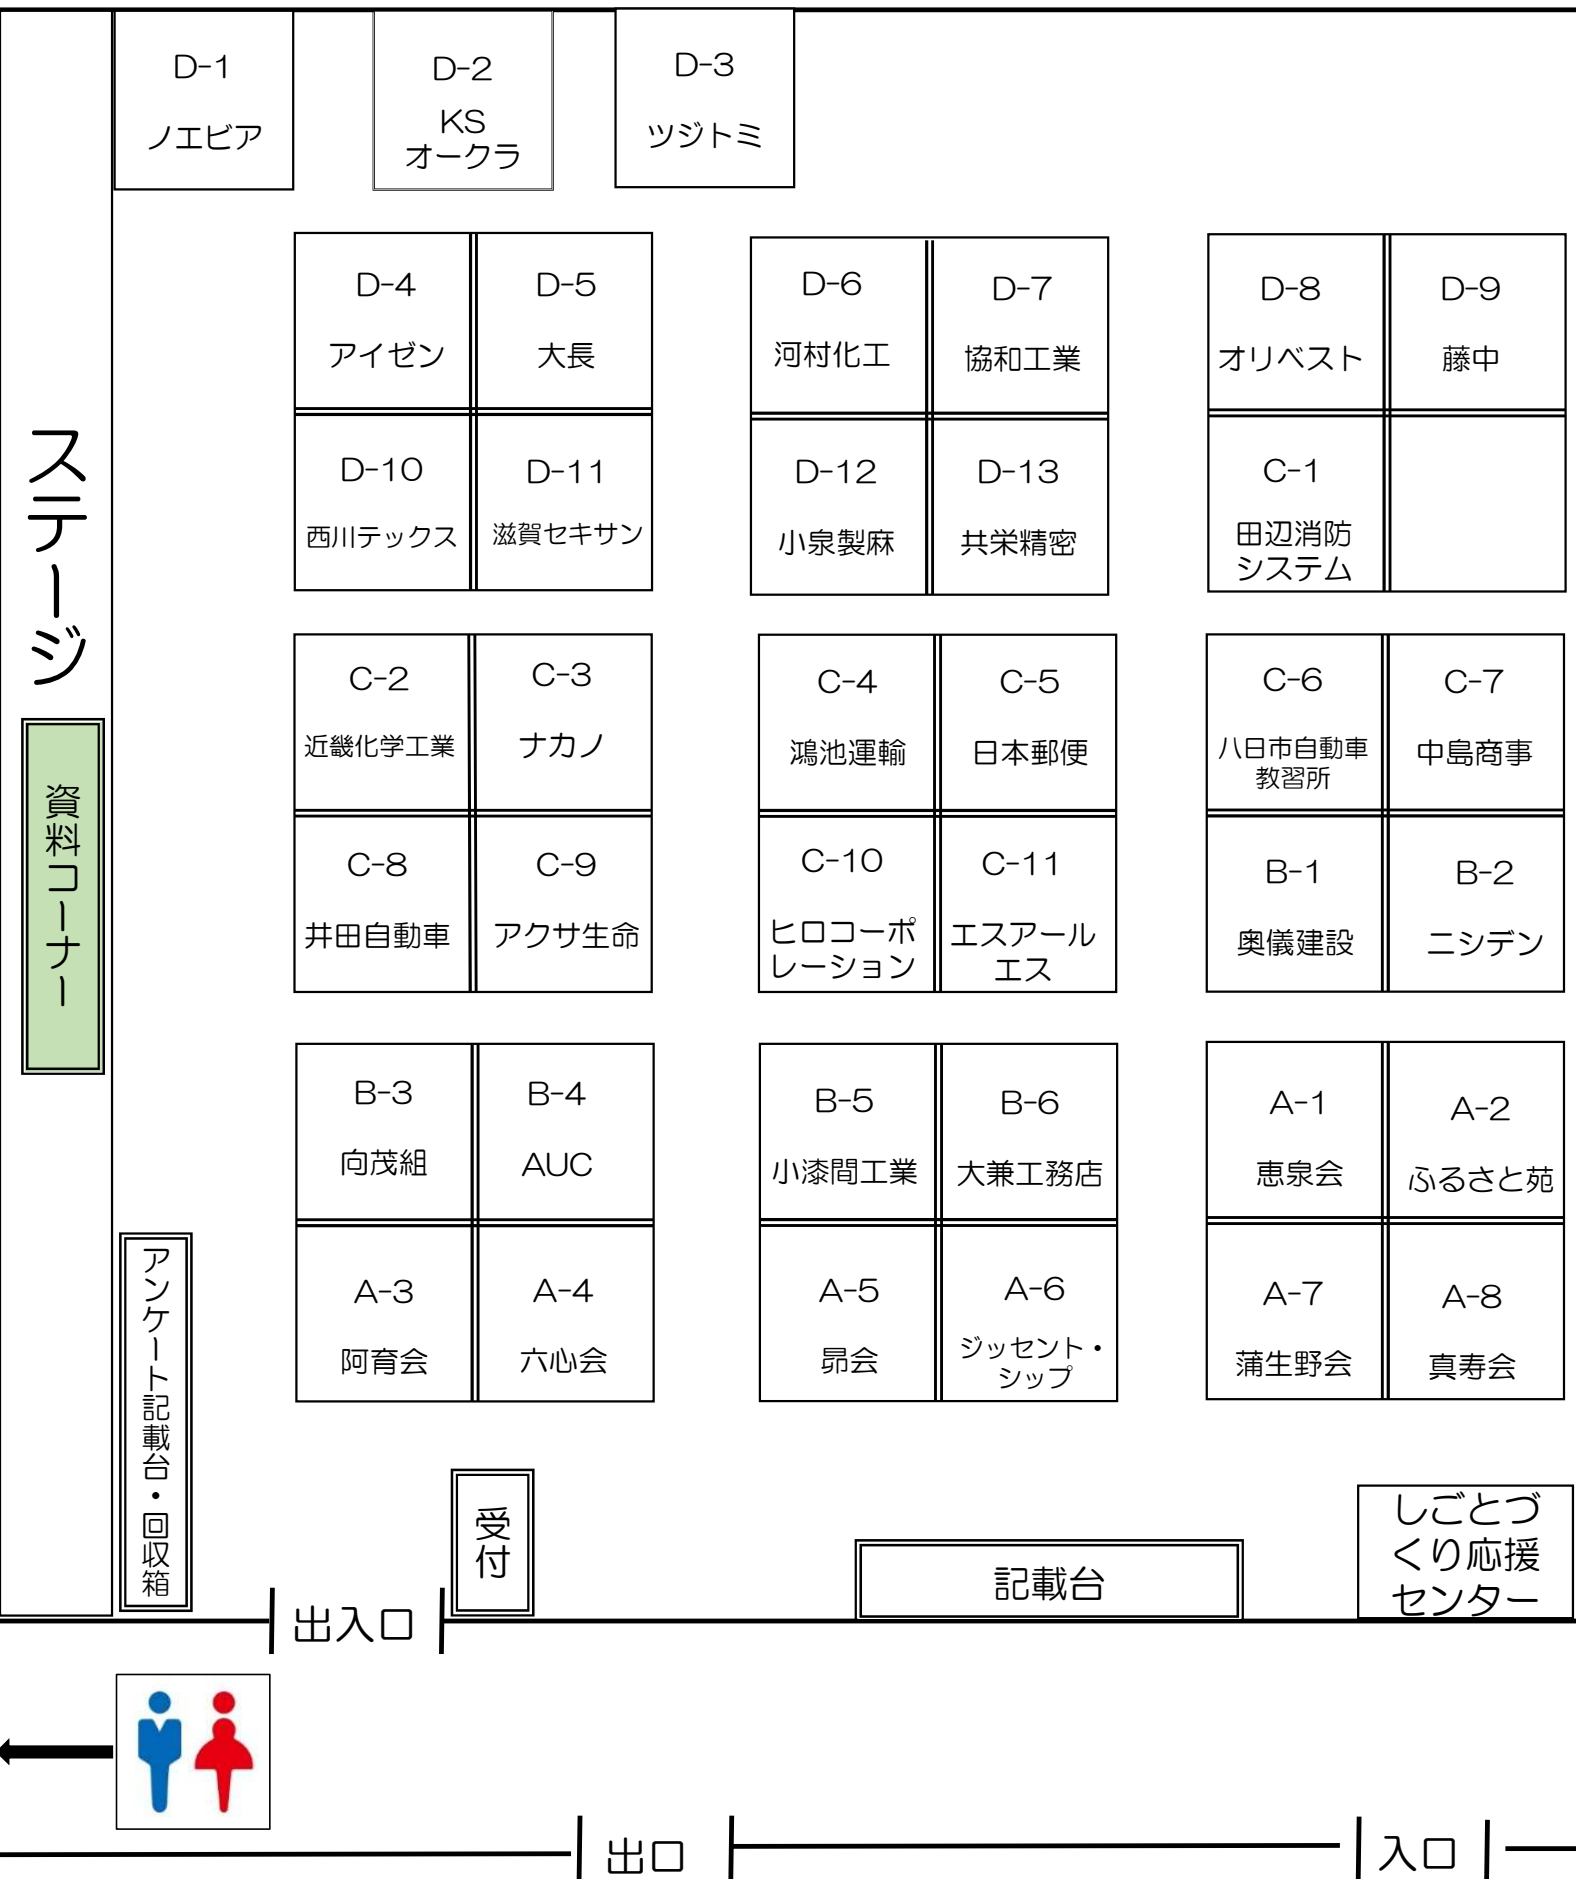 D-1
ノエビア
D-2
KS
オークラ
D-3
ツジトミ
D-4
アイゼン
D-5
大長
D-10
西川テックス
D-11
滋賀セキサン
D-6
河村化工
D-7
協和工業
D-12
小泉製麻
D-13
共栄精密
D-8
オリベスト
D-9
藤中
C-1
田辺消防
システム
ステージ
資料コーナー
C-2
近畿化学工業
C-3
ナカノ
C-8
井田自動車
C-9
アクサ生命
C-4
鴻池運輸
C-5
日本郵便
C-10
ヒロコーポ
レーション
C-11
エスアール
エス
C-6
八日市自動車
教習所
C-7
中島商事
B-1
奥儀建設
B-2
ニシデン
B-3
向茂組
B-4
AUC
A-3
阿育会
A-4
六心会
B-5
小漆間工業
B-6
大兼工務店
A-5
昴会
A-6
ジッセント・
シップ
A-1
恵泉会
A-2
ふるさと苑
A-7
蒲生野会
A-8
真寿会
アンケート記載台・回収箱
受付
記載台
しごとづ
くり応援
センター
出入口
出口
入口